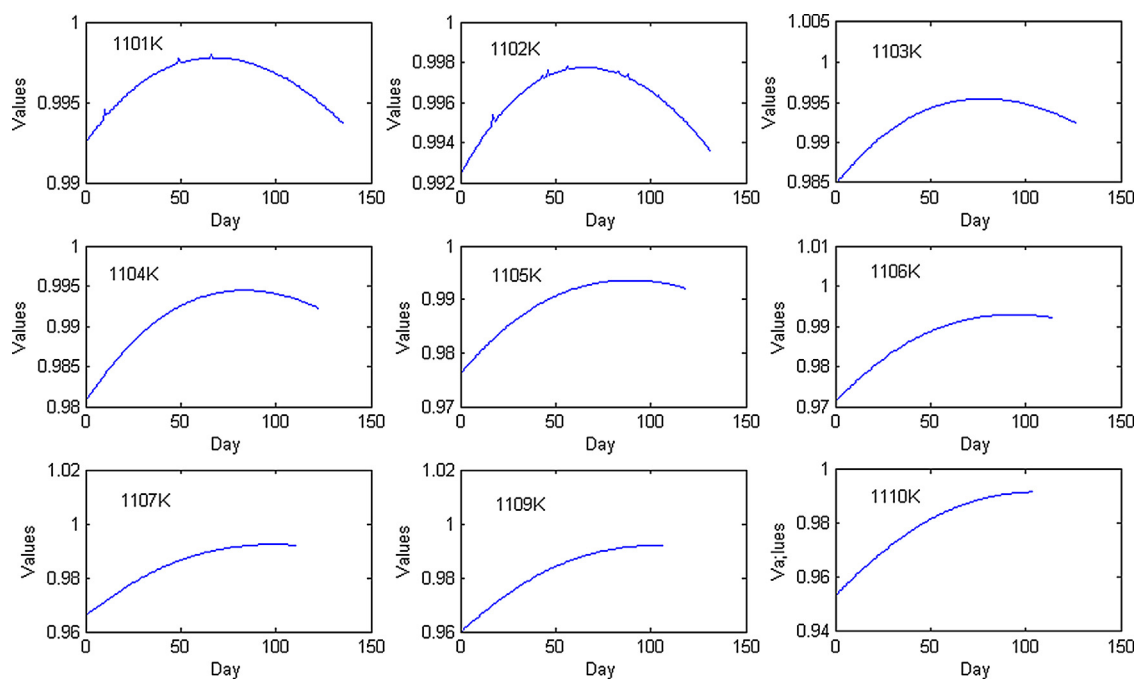 1
1101K
Values
0.995
0.99
0 50 100 150
Day
1
1102K
0.998
Values
0.996
0.994
0.992
0 50 100 150
Day
1.005
1103K
1
Values
0.995
0.99
0.985
0 50 100 150
Day
1
1104K
0.995
Values
0.99
0.985
0.98
0 50 100 150
Day
1
1105K
0.99
Values
0.98
0.97
0 50 100 150
Day
1.01
1106K
1
Values
0.99
0.98
0.97
0 50 100 150
Day
1.02
1107K
1
Values
0.98
0.96
0 50 100 150
Day
1.02
1109K
1
Values
0.98
0.96
0 50 100 150
Day
1
1110K
0.98
Va;lues
0.96
0.94
0 50 100 150
Day